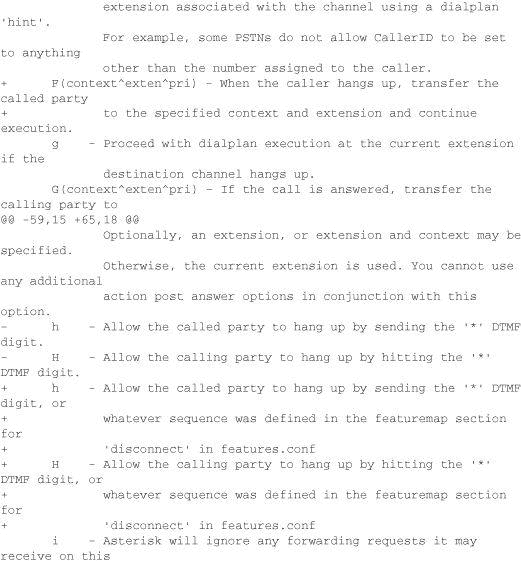 extension associated with the channel using a dialplan
'hint'.
For example, some PSTNs do not allow CallerID to be set
to anything
other than the number assigned to the caller.
+      F(context^exten^pri) - When the caller hangs up, transfer the
called party
+             to the specified context and extension and continue
execution.
g    - Proceed with dialplan execution at the current extension
if the
destination channel hangs up.
G(context^exten^pri) - If the call is answered, transfer the
calling party to
@@ -59,15 +65,18 @@
Optionally, an extension, or extension and context may be
specified.
Otherwise, the current extension is used. You cannot use
any additional
action post answer options in conjunction with this
option.
-      h    - Allow the called party to hang up by sending the '*' DTMF
digit.
-      H    - Allow the calling party to hang up by hitting the '*'
DTMF digit.
+      h    - Allow the called party to hang up by sending the '*' DTMF
digit, or
+             whatever sequence was defined in the featuremap section
for
+             'disconnect' in features.conf
+      H    - Allow the calling party to hang up by hitting the '*'
DTMF digit, or
+             whatever sequence was defined in the featuremap section
for
+             'disconnect' in features.conf
i    - Asterisk will ignore any forwarding requests it may
receive on this